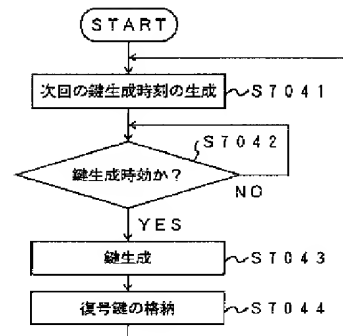 START
次回の鍵生成時刻の生成
S7041
S7042
鍵生成時効か？
NO
YES
鍵生成
S7043
復号鍵の格納
S7044